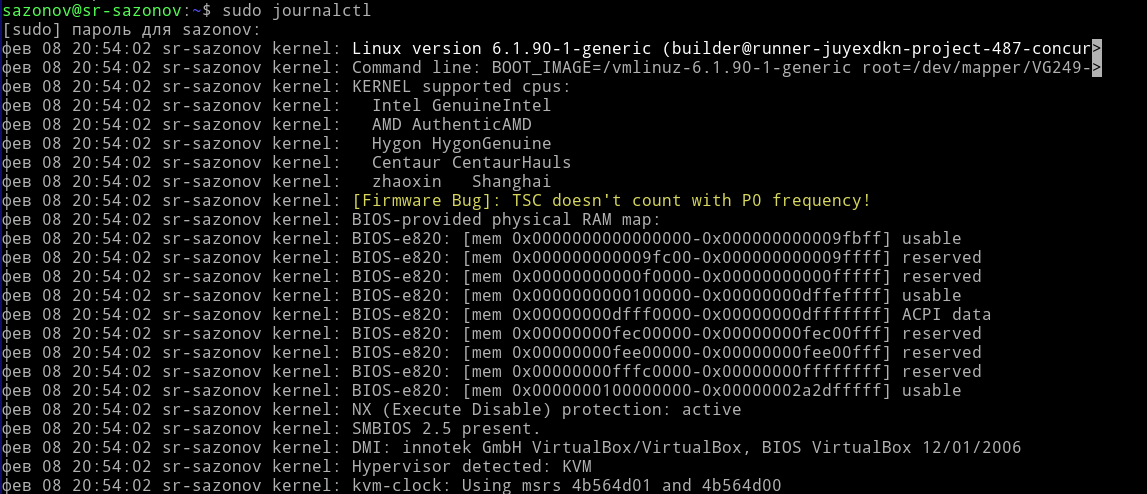 sazonov@sr-sazonov:~$ sudo journalctl
[sudo] пароль для sazonov:
фев 08 20:54:02 sr-sazonov kernel: Linux version 6.1.90-1-generic (builder@runner-juyexdkn-project-487-concur>
фев 08 20:54:02 sr-sazonov kernel: Command line: BOOT_IMAGE=/vmlinuz-6.1.90-1-generic root=/dev/mapper/VG249->
фев 08 20:54:02 sr-sazonov kernel: KERNEL supported cpus:
фев 08 20:54:02 sr-sazonov kernel:   Intel GenuineIntel
фев 08 20:54:02 sr-sazonov kernel:   AMD AuthenticAMD
фев 08 20:54:02 sr-sazonov kernel:   Hygon HygonGenuine
фев 08 20:54:02 sr-sazonov kernel:   Centaur CentaurHauls
фев 08 20:54:02 sr-sazonov kernel:   zhaoxin   Shanghai
фев 08 20:54:02 sr-sazonov kernel: [Firmware Bug]: TSC doesn't count with P0 frequency!
фев 08 20:54:02 sr-sazonov kernel: BIOS-provided physical RAM map:
фев 08 20:54:02 sr-sazonov kernel: BIOS-e820: [mem 0x0000000000000000-0x000000000009fbff] usable
фев 08 20:54:02 sr-sazonov kernel: BIOS-e820: [mem 0x000000000009fc00-0x000000000009ffff] reserved
фев 08 20:54:02 sr-sazonov kernel: BIOS-e820: [mem 0x00000000000f0000-0x00000000000fffff] reserved
фев 08 20:54:02 sr-sazonov kernel: BIOS-e820: [mem 0x0000000000100000-0x00000000dffeffff] usable
фев 08 20:54:02 sr-sazonov kernel: BIOS-e820: [mem 0x00000000dfff0000-0x00000000dfffffff] ACPI data
фев 08 20:54:02 sr-sazonov kernel: BIOS-e820: [mem 0x00000000fec00000-0x00000000fec00fff] reserved
фев 08 20:54:02 sr-sazonov kernel: BIOS-e820: [mem 0x00000000fee00000-0x00000000fee00fff] reserved
фев 08 20:54:02 sr-sazonov kernel: BIOS-e820: [mem 0x00000000fffc0000-0x00000000ffffffff] reserved
фев 08 20:54:02 sr-sazonov kernel: BIOS-e820: [mem 0x0000000100000000-0x00000002a2dfffff] usable
фев 08 20:54:02 sr-sazonov kernel: NX (Execute Disable) protection: active
фев 08 20:54:02 sr-sazonov kernel: SMBIOS 2.5 present.
фев 08 20:54:02 sr-sazonov kernel: DMI: innotek GmbH VirtualBox/VirtualBox, BIOS VirtualBox 12/01/2006
фев 08 20:54:02 sr-sazonov kernel: Hypervisor detected: KVM
фев 08 20:54:02 sr-sazonov kernel: kvm-clock: Using msrs 4b564d01 and 4b564d00